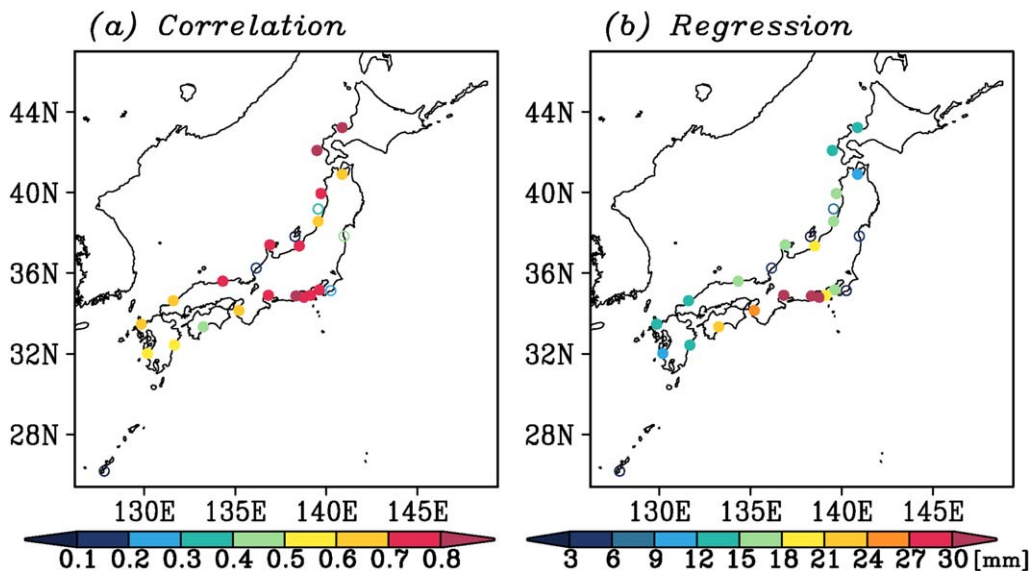 (a) Correlation
(b) Regression
44N
40N
36N
32N
28N
130E 135E 140E 145E
0.1 0.2 0.3 0.4 0.5 0.6 0.7 0.8
44N
40N
36N
32N
28N
130E 135E 140E 145E
3 6 9 12 15 18 21 24 27 30 [mm]